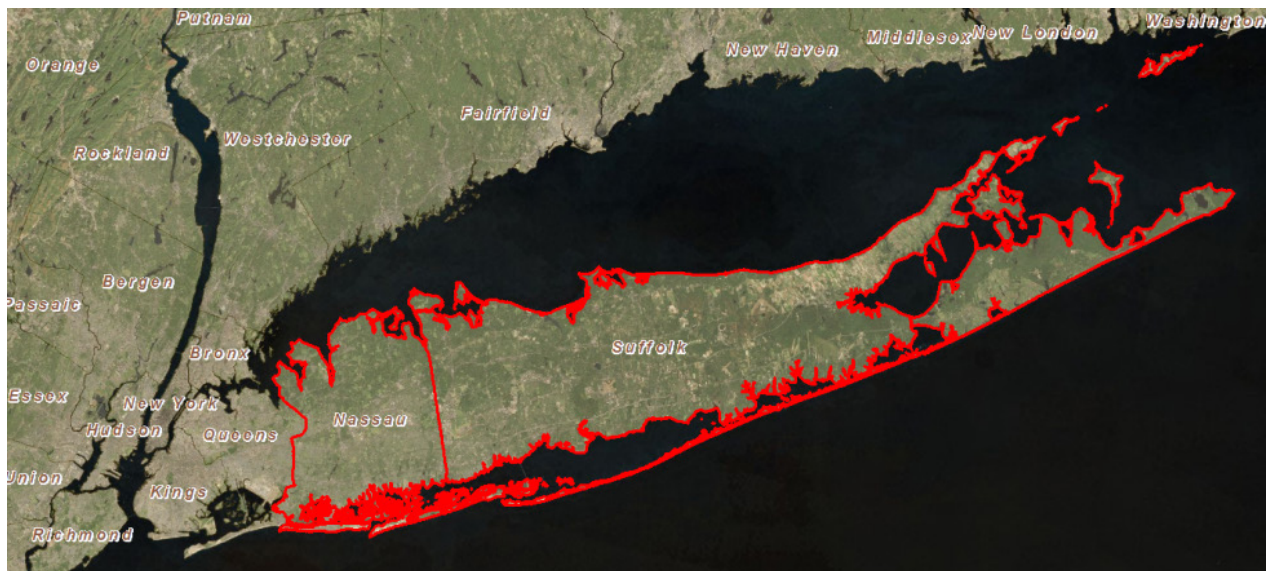 Putnam
Washington
Orange
New Haven
Middlesex
New London
Fairfield
Westchester
Rockland
Bergen
Passaic
Bronx
Suffolk
Essex
New York
Nassau
Hudson
Queens
Union
Kings
Richmond